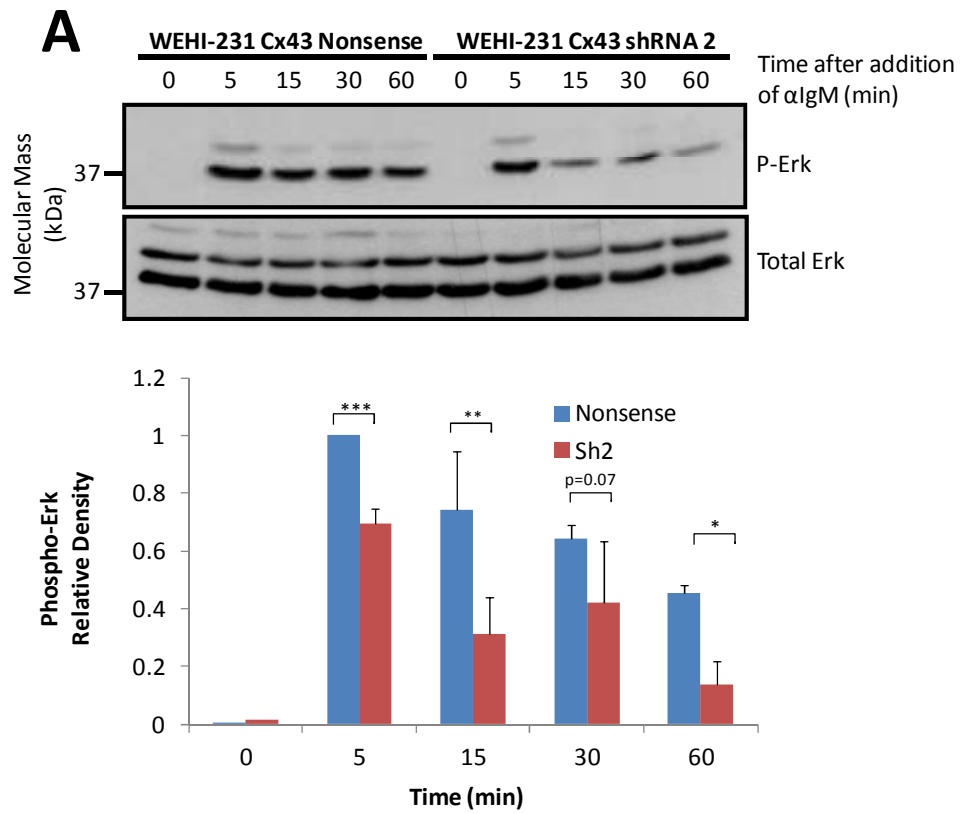 A
WEHI-231 Cx43 Nonsense WEHI-231 Cx43 shRNA 2
0 5 15 30 60 0 5 15 30 60
Time after addition
of αIgM (min)
Molecular Mass
(kDa)
37
P-Erk
37
Total Erk
1.2
1
0.8
0.6
0.4
0.2
0
Phospho-Erk
Relative Density
***
**
p=0.07
*
Nonsense
Sh2
0 5 15 30 60
Time (min)